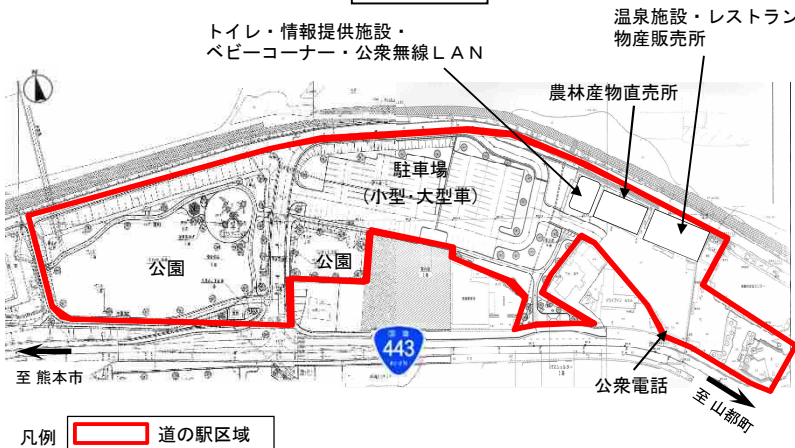 トイレ・情報提供施設・
ベビーコーナー・公衆無線ＬＡＮ
温泉施設・レストラン
物産販売所
農林産物直売所
駐車場
(小型・大型車)
公園
公園
国道
443
至 熊本市
公衆電話
至 山都町
凡例
道の駅区域